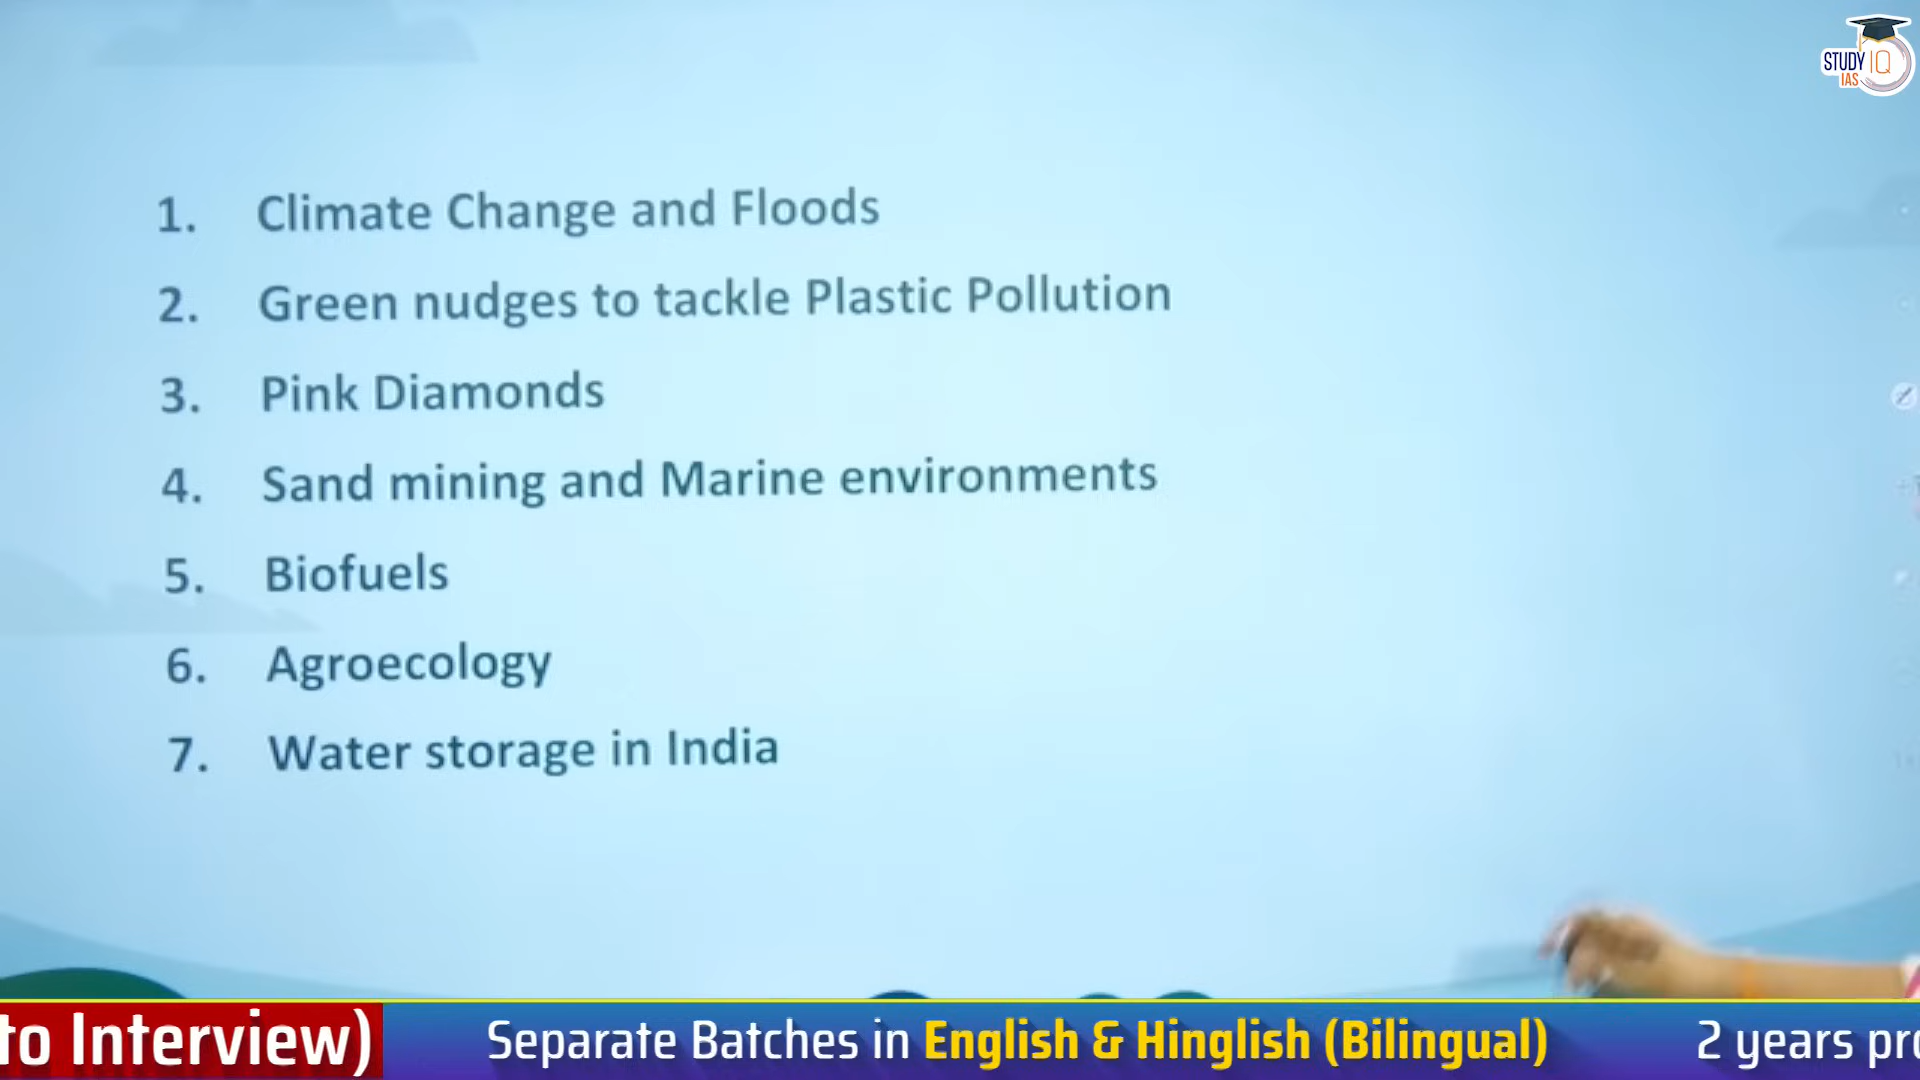 STUDY IQ
IAS
1. Climate Change and Floods
2. Green nudges to tackle Plastic Pollution
3. Pink Diamonds
4. Sand mining and Marine environments
5. Biofuels
6. Agroecology
7. Water storage in India
to Interview) Separate Batches in English & Hinglish (Bilingual) 2 years